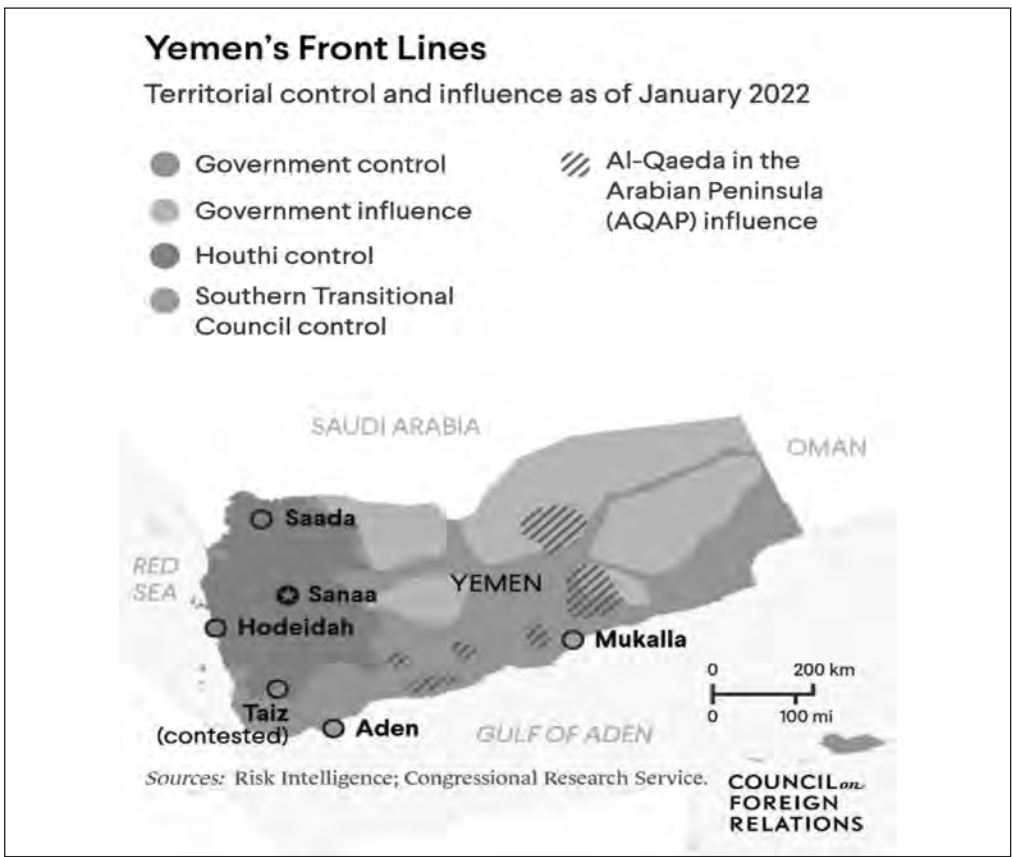 Yemen's Front Lines
Territorial control and influence as of January 2022
Government control
Government influence
Houthi control
Southern Transitional
Council control
Al-Qaeda in the
Arabian Peninsula
(AQAP) influence
SAUDI ARABIA
OMAN
Saada
RED
SEA
YEMEN
Sanaa
Hodeidah
Mukalla
0 200 km
0 100 mi
Taiz
(contested)
Aden
GULF OF ADEN
Sources: Risk Intelligence; Congressional Research Service.
COUNCIL on
FOREIGN
RELATIONS